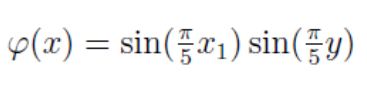 φ(x) = sin(π/5 x₁) sin(π/5 y)